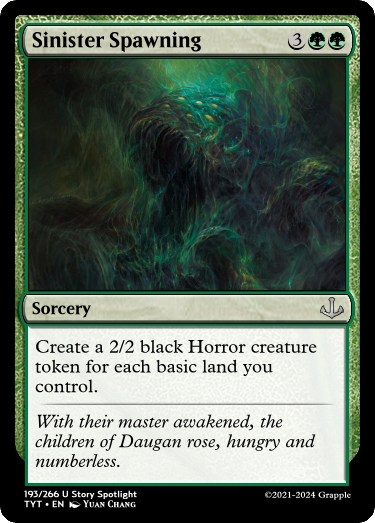 Sinister Spawning 3
Sorcery
Create a 2/2 black Horror creature
token for each basic land you
control.
With their master awakened, the
children of Daugan rose, hungry and
numberless.
193/266 U Story Spotlight
TYT • EN Yuan Chang
©2021-2024 Grapple